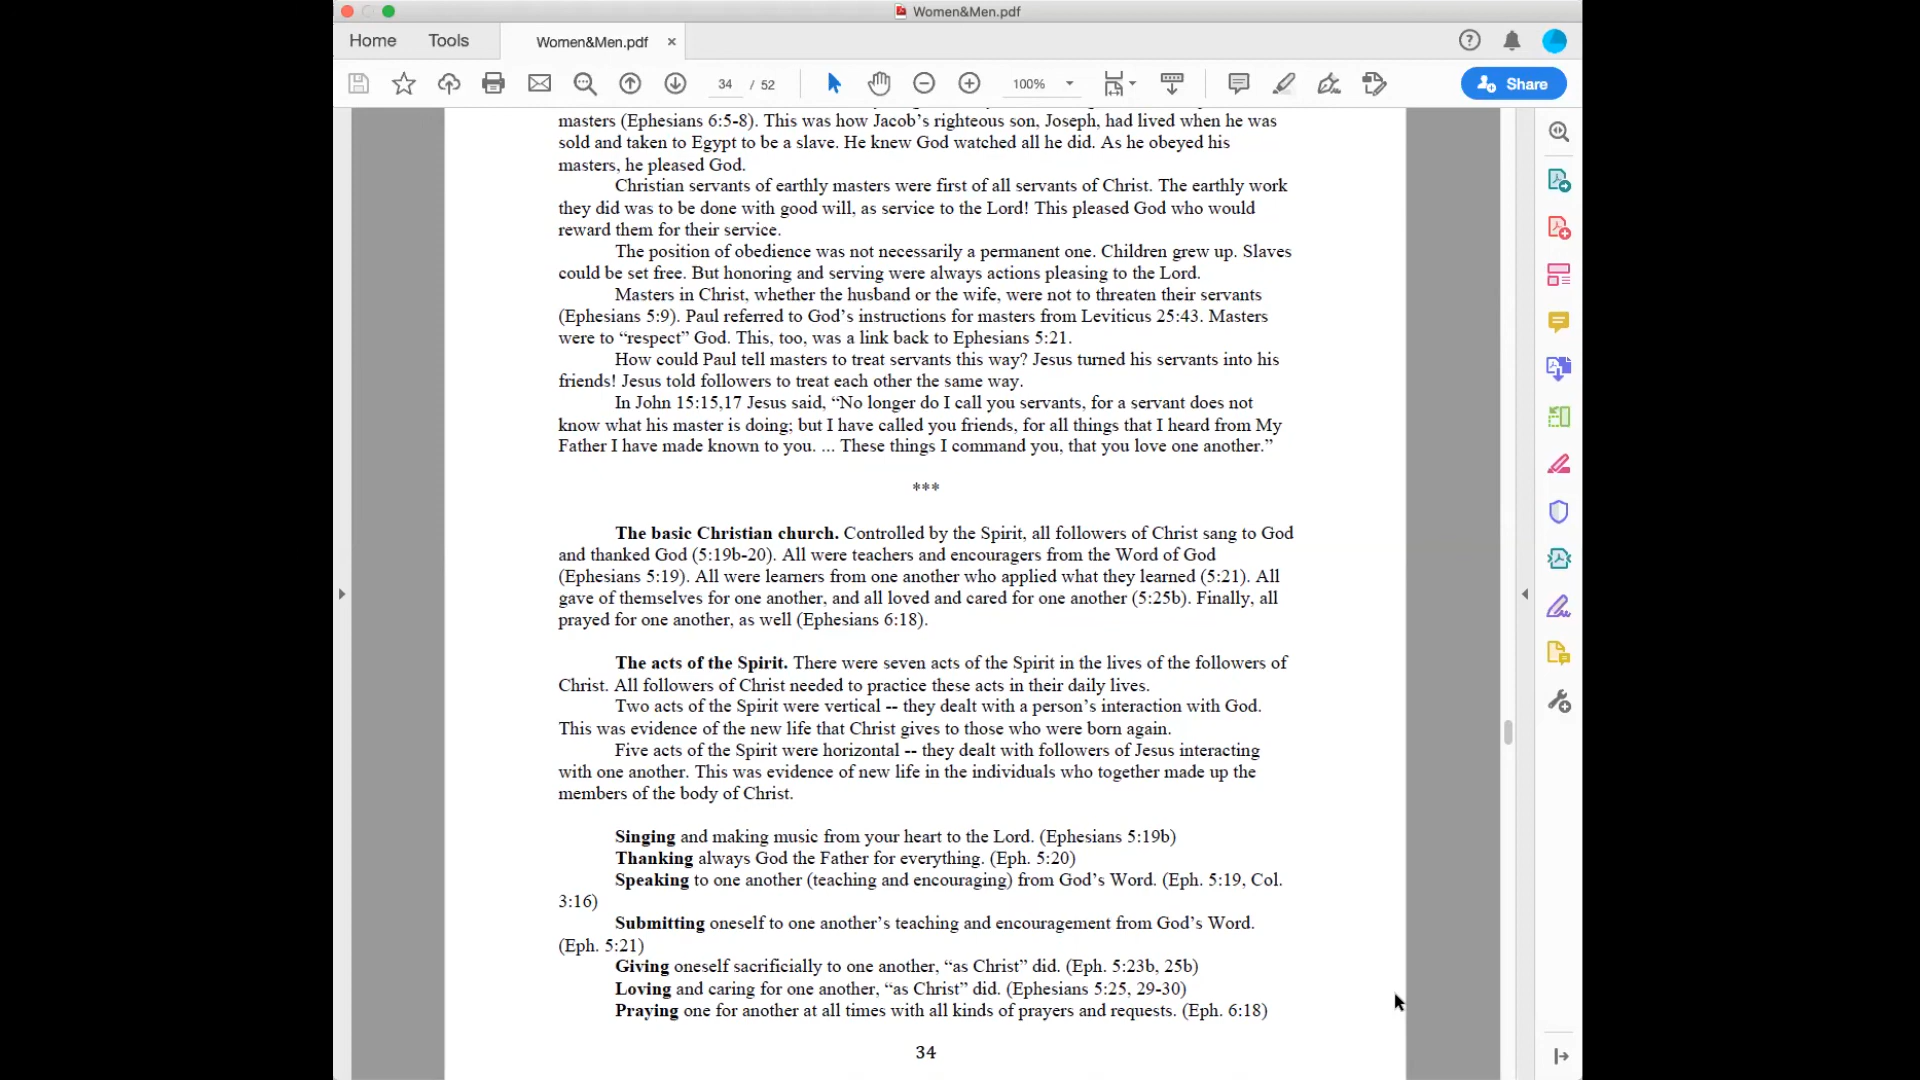 Women&Men.pdf
Home
Tools
Women&Men.pdf
34 / 52
100%
Share
masters (Ephesians 6:5-8). This was how Jacob's righteous son, Joseph, had lived when he was
sold and taken to Egypt to be a slave. He knew God watched all he did. As he obeyed his
masters, he pleased God.
Christian servants of earthly masters were first of all servants of Christ. The earthly work
they did was to be done with good will, as service to the Lord! This pleased God who would
reward them for their service.
The position of obedience was not necessarily a permanent one. Children grew up. Slaves
could be set free. But honoring and serving were always actions pleasing to the Lord.
Masters in Christ, whether the husband or the wife, were not to threaten their servants
(Ephesians 5:9). Paul referred to God's instructions for masters from Leviticus 25:43. Masters
were to “respect” God. This, too, was a link back to Ephesians 5:21.
How could Paul tell masters to treat servants this way? Jesus turned his servants into his
friends! Jesus told followers to treat each other the same way.
In John 15:15,17 Jesus said, “No longer do I call you servants, for a servant does not
know what his master is doing; but I have called you friends, for all things that I heard from My
Father I have made known to you. ... These things I command you, that you love one another.”
***
The basic Christian church. Controlled by the Spirit, all followers of Christ sang to God
and thanked God (5:19b-20). All were teachers and encouragers from the Word of God
(Ephesians 5:19). All were learners from one another who applied what they learned (5:21). All
gave of themselves for one another, and all loved and cared for one another (5:25b). Finally, all
prayed for one another, as well (Ephesians 6:18).
The acts of the Spirit. There were seven acts of the Spirit in the lives of the followers of
Christ. All followers of Christ needed to practice these acts in their daily lives.
Two acts of the Spirit were vertical -- they dealt with a person's interaction with God.
This was evidence of the new life that Christ gives to those who were born again.
Five acts of the Spirit were horizontal -- they dealt with followers of Jesus interacting
with one another. This was evidence of new life in the individuals who together made up the
members of the body of Christ.
Singing and making music from your heart to the Lord. (Ephesians 5:19b)
Thanking always God the Father for everything. (Eph. 5:20)
Speaking to one another (teaching and encouraging) from God's Word. (Eph. 5:19, Col.
3:16)
Submitting oneself to one another's teaching and encouragement from God's Word.
(Eph. 5:21)
Giving oneself sacrificially to one another, “as Christ” did. (Eph. 5:23b, 25b)
Loving and caring for one another, “as Christ” did. (Ephesians 5:25, 29-30)
Praying one for another at all times with all kinds of prayers and requests. (Eph. 6:18)
34